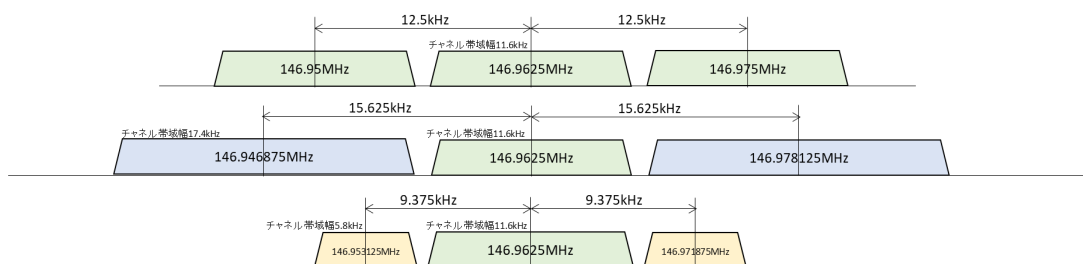 12.5kHz 12.5kHz
チャネル帯域幅11.6kHz
146.95MHz 146.9625MHz 146.975MHz
15.625kHz 15.625kHz
チャネル帯域幅17.4kHz チャネル帯域幅11.6kHz
146.946875MHz 146.9625MHz 146.978125MHz
9.375kHz 9.375kHz
チャネル帯域幅5.8kHz チャネル帯域幅11.6kHz
146.953125MHz 146.9625MHz 146.971875MHz